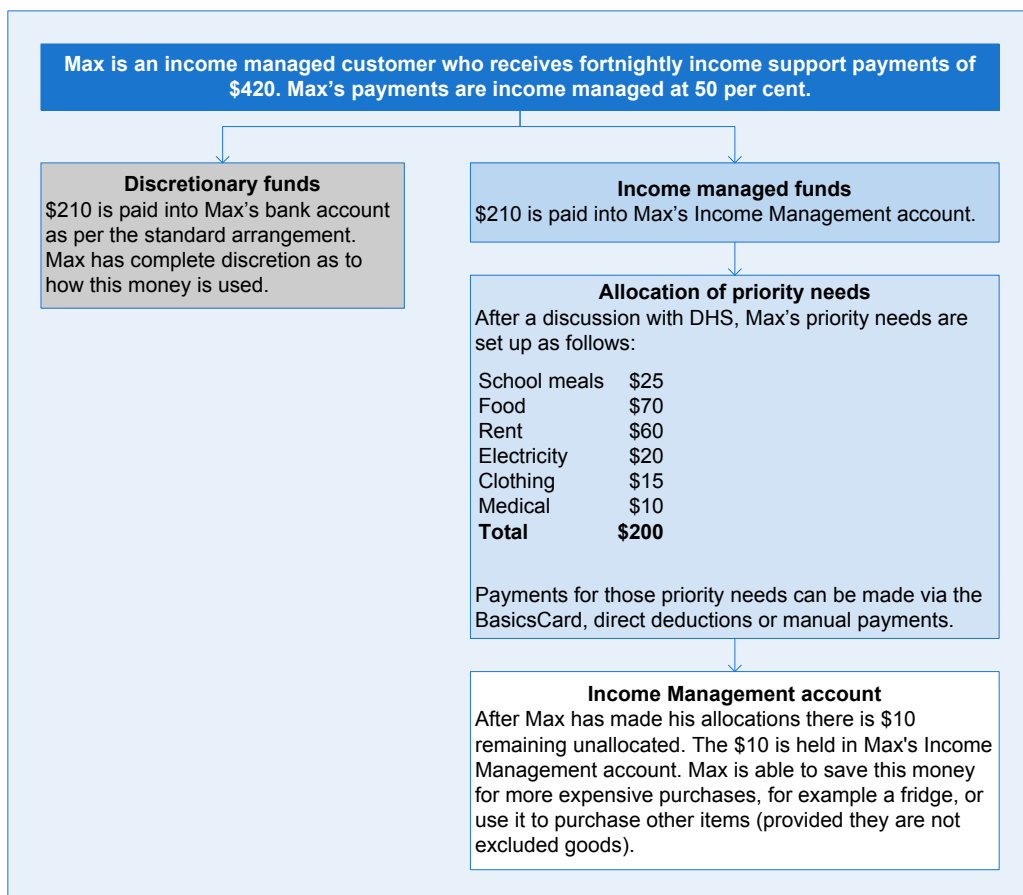 Max is an income managed customer who receives fortnightly income support payments of
$420. Max’s payments are income managed at 50 per cent.
Discretionary funds
$210 is paid into Max’s bank account
as per the standard arrangement.
Max has complete discretion as to
how this money is used.
Income managed funds
$210 is paid into Max’s Income Management account.
Allocation of priority needs
After a discussion with DHS, Max’s priority needs are
set up as follows:
School meals $25
Food $70
Rent $60
Electricity $20
Clothing $15
Medical $10
Total $200
Payments for those priority needs can be made via the
BasicsCard, direct deductions or manual payments.
Income Management account
After Max has made his allocations there is $10
remaining unallocated. The $10 is held in Max's Income
Management account. Max is able to save this money
for more expensive purchases, for example a fridge, or
use it to purchase other items (provided they are not
excluded goods).